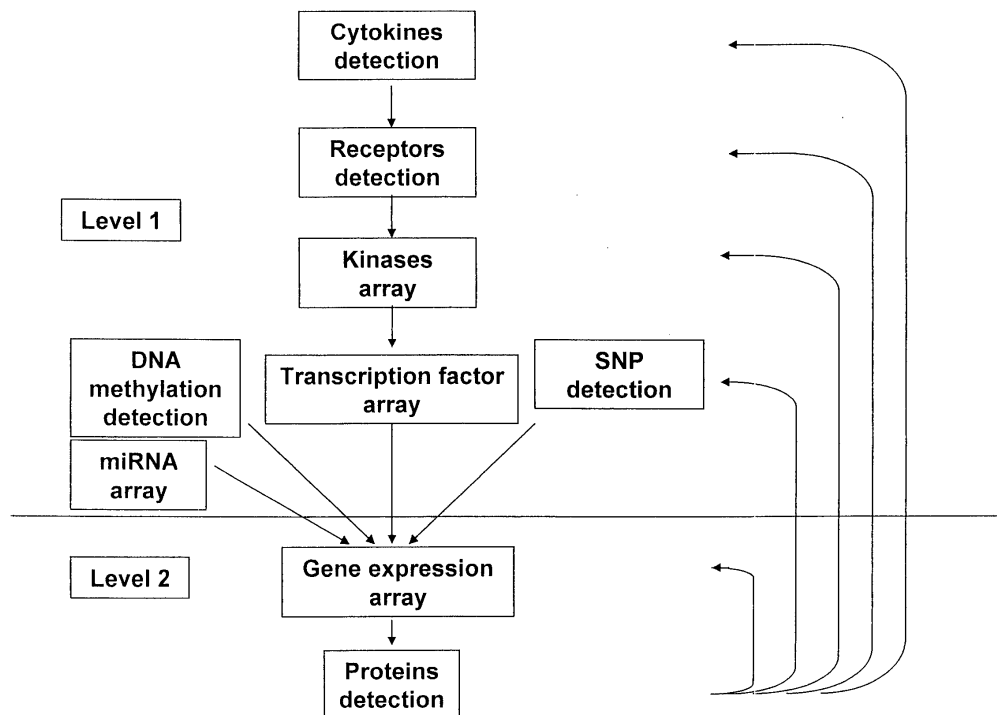 Cytokines
detection
Receptors
detection
Level 1
Kinases
array
DNA
methylation
detection
Transcription factor
array
SNP
detection
miRNA
array
Level 2
Gene expression
array
Proteins
detection